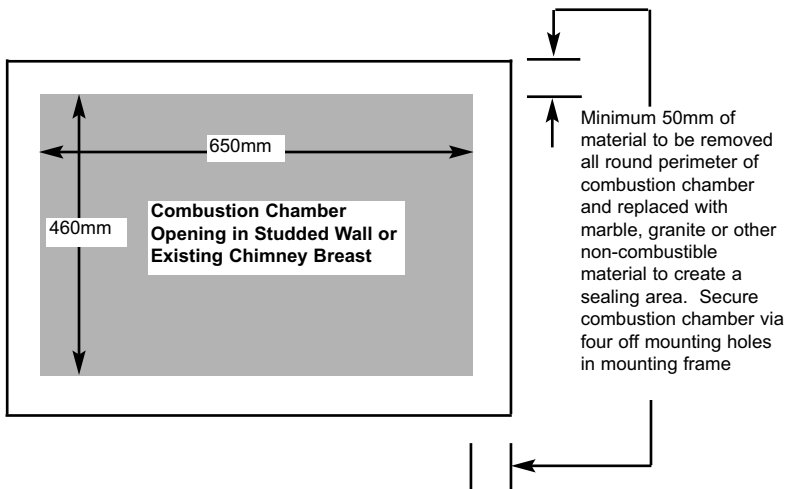 650mm
460mm
Combustion Chamber
Opening in Studded Wall or
Existing Chimney Breast
Minimum 50mm of
material to be removed
all round perimeter of
combustion chamber
and replaced with
marble, granite or other
non-combustible
material to create a
sealing area. Secure
combustion chamber via
four off mounting holes
in mounting frame